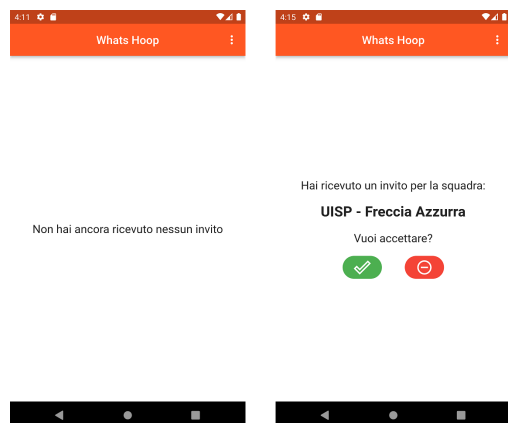 4:11
Whats Hoop
Non hai ancora ricevuto nessun invito
4:15
Whats Hoop
Hai ricevuto un invito per la squadra:
UISP - Freccia Azzurra
Vuoi accettare?